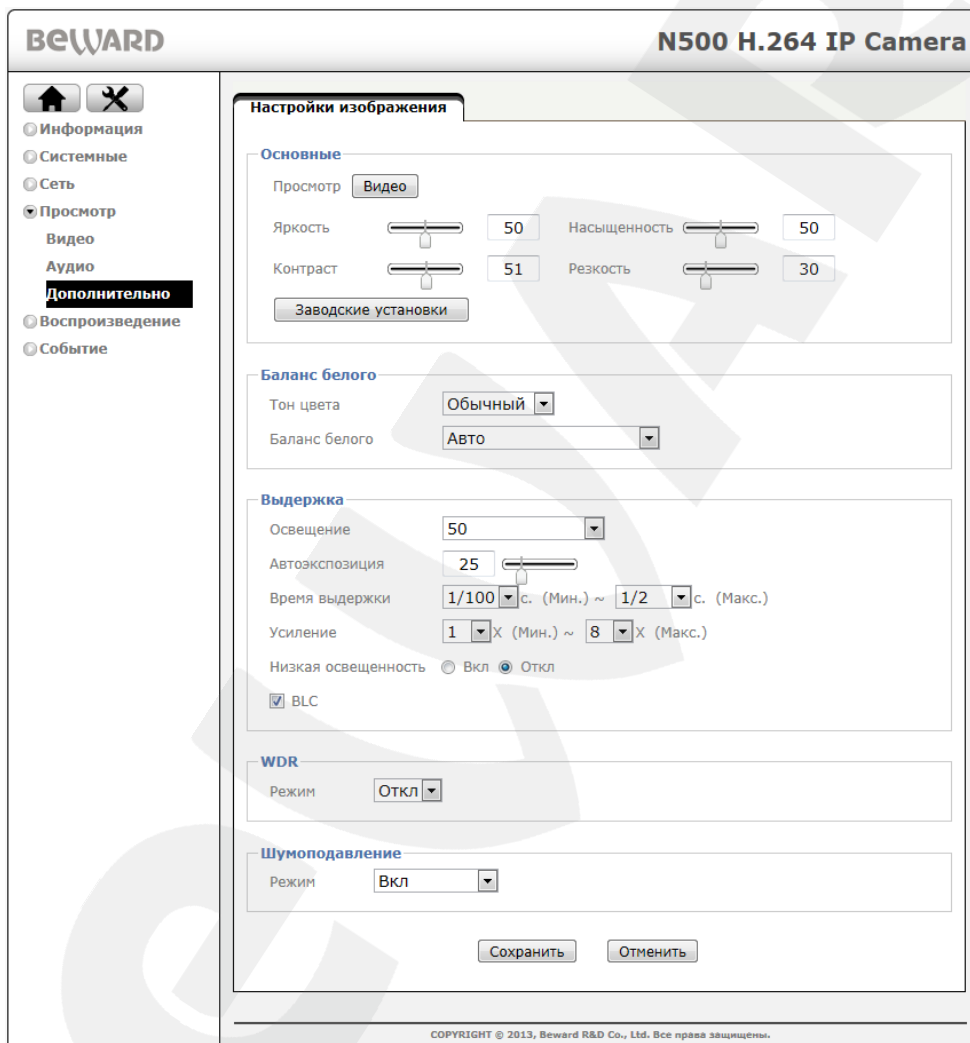 BEWARD
N500 H.264 IP Camera
Информация
Системные
Сеть
Просмотр
Видео
Аудио
Дополнительно
Воспроизведение
Событие
Настройки изображения
Основные
Просмотр Видео
Яркость 50 Насыщенность 50
Контраст 51 Резкость 30
Заводские установки
Баланс белого
Тон цвета Обычный
Баланс белого Авто
Выдержка
Освещение 50
Автоэкспозиция 25
Время выдержки 1/100 с. (Мин.) ~ 1/2 с. (Макс.)
Усиление 1 X (Мин.) ~ 8 X (Макс.)
Низкая освещенность Вкл Откл
BLC
WDR
Режим Откл
Шумоподавление
Режим Вкл
Сохранить Отменить
COPYRIGHT © 2013, Beward R&D Co., Ltd. Все права защищены.